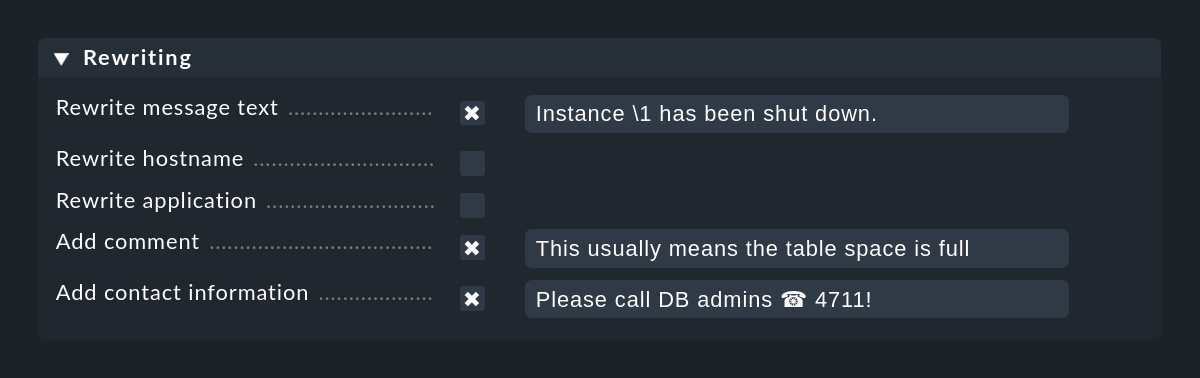 Rewriting
Rewrite message text ✖ Instance \1 has been shut down.
Rewrite hostname
Rewrite application
Add comment ✖ This usually means the table space is full
Add contact information ✖ Please call DB admins ☎ 4711!